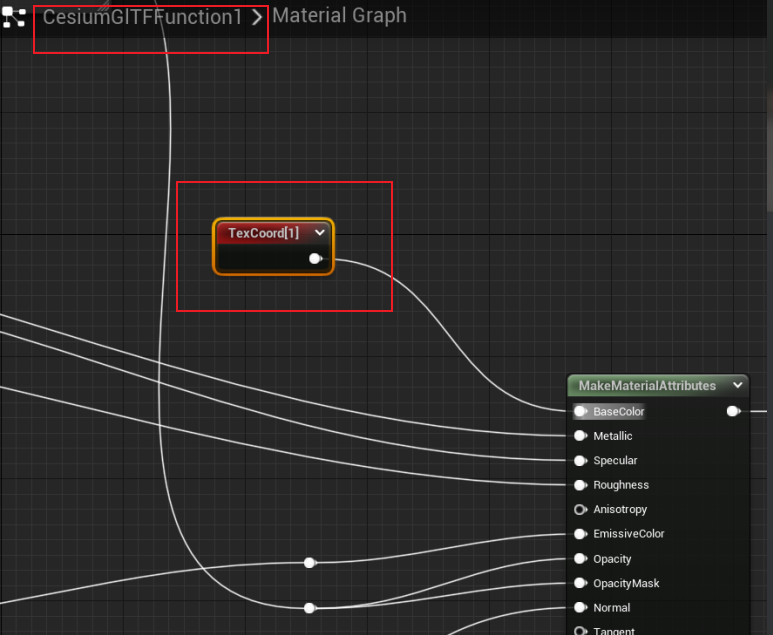 CesiumGlTFFunction1 > Material Graph
TexCoord[1]
MakeMaterialAttributes
BaseColor
Metallic
Specular
Roughness
Anisotropy
EmissiveColor
Opacity
OpacityMask
Normal
Tangent